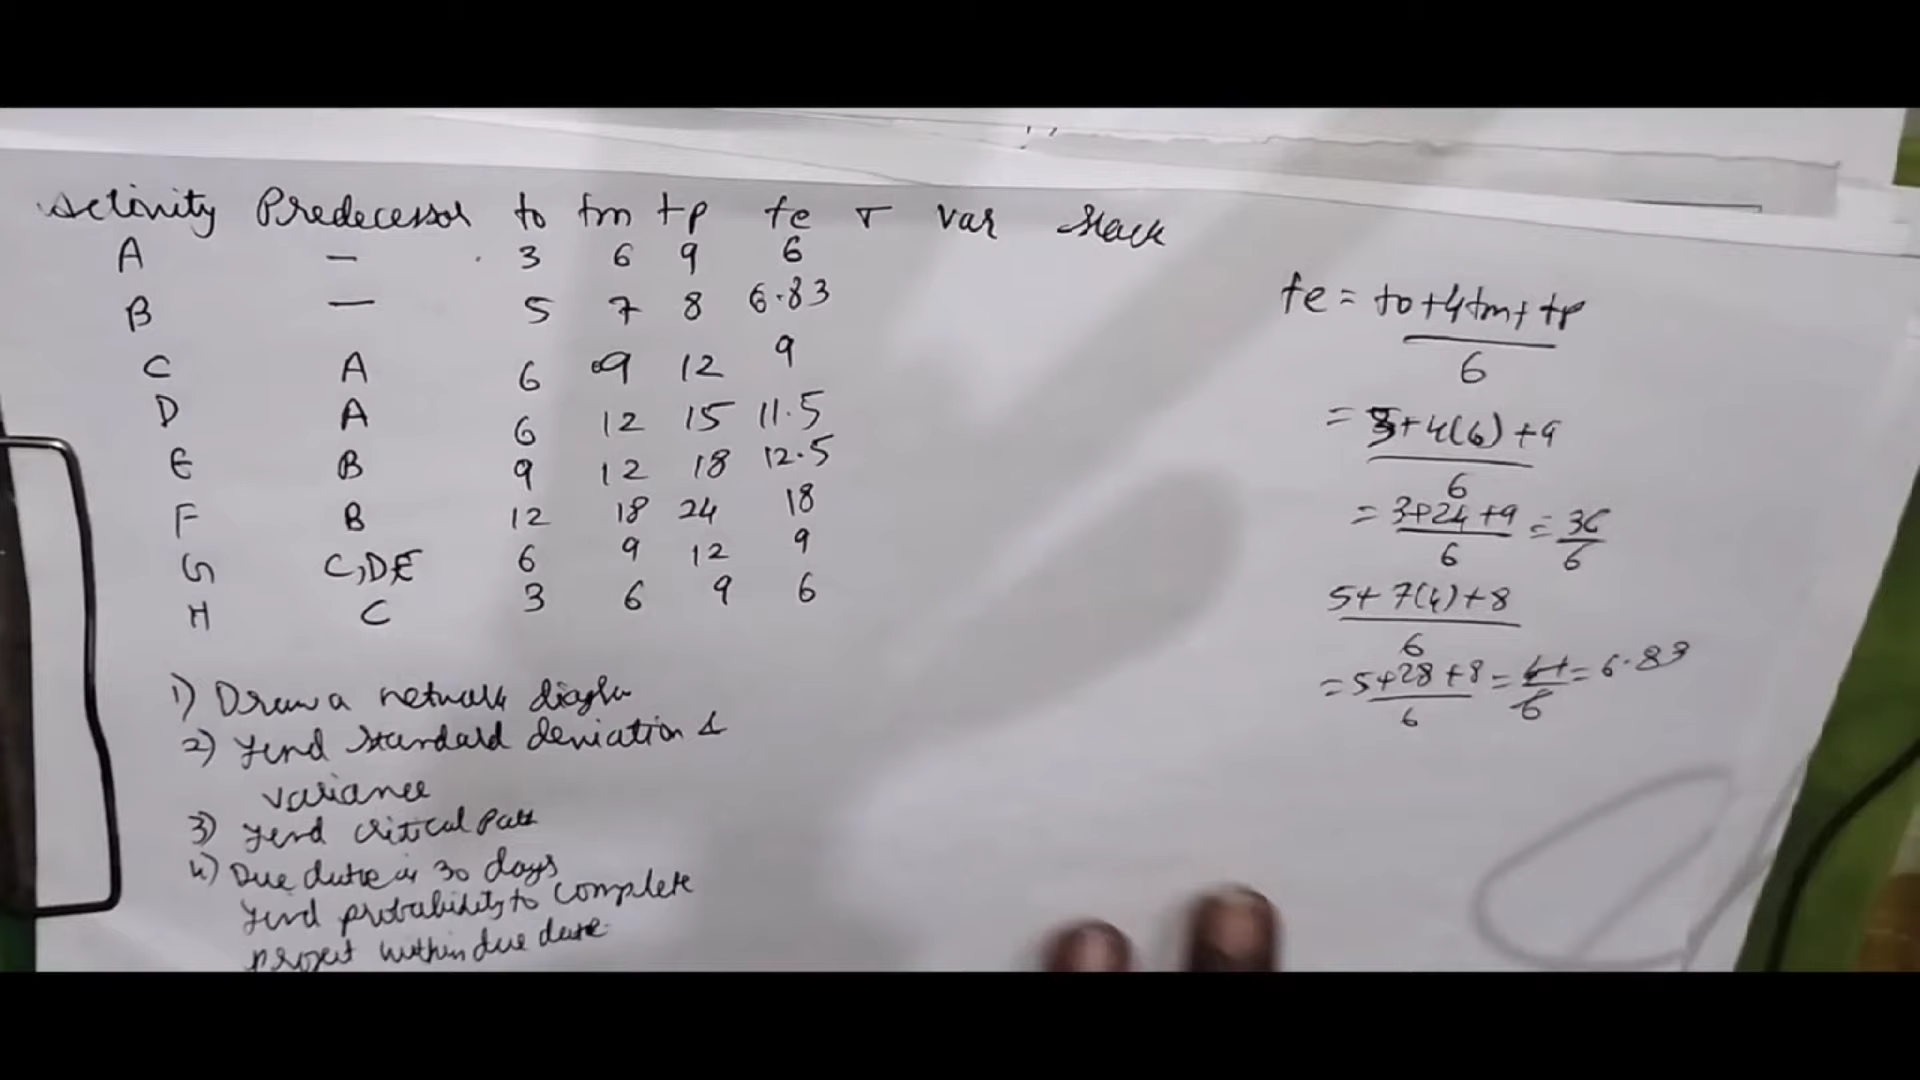 Activity Predecessor to tm tp te σ Var Slack
A — 3 6 9 6
B — 5 7 8 6.83
C A 6 9 12 9
D A 6 12 15 11.5
E B 9 12 18 12.5
F B 12 18 24 18
G C,D,E 6 9 12 9
H C 3 6 9 6
1) Draw a network
2) Find Standard deviation &
variance
3) Find critical Path
4) Due date is 30 days
find probability to complete
project within due date
te = to+4tm+tp
6
= 3+4(6)+9
6
= 3+24+9 = 36
6 6
5+7(4)+8
6
= 5+28+8 = 41 = 6.83
6 6